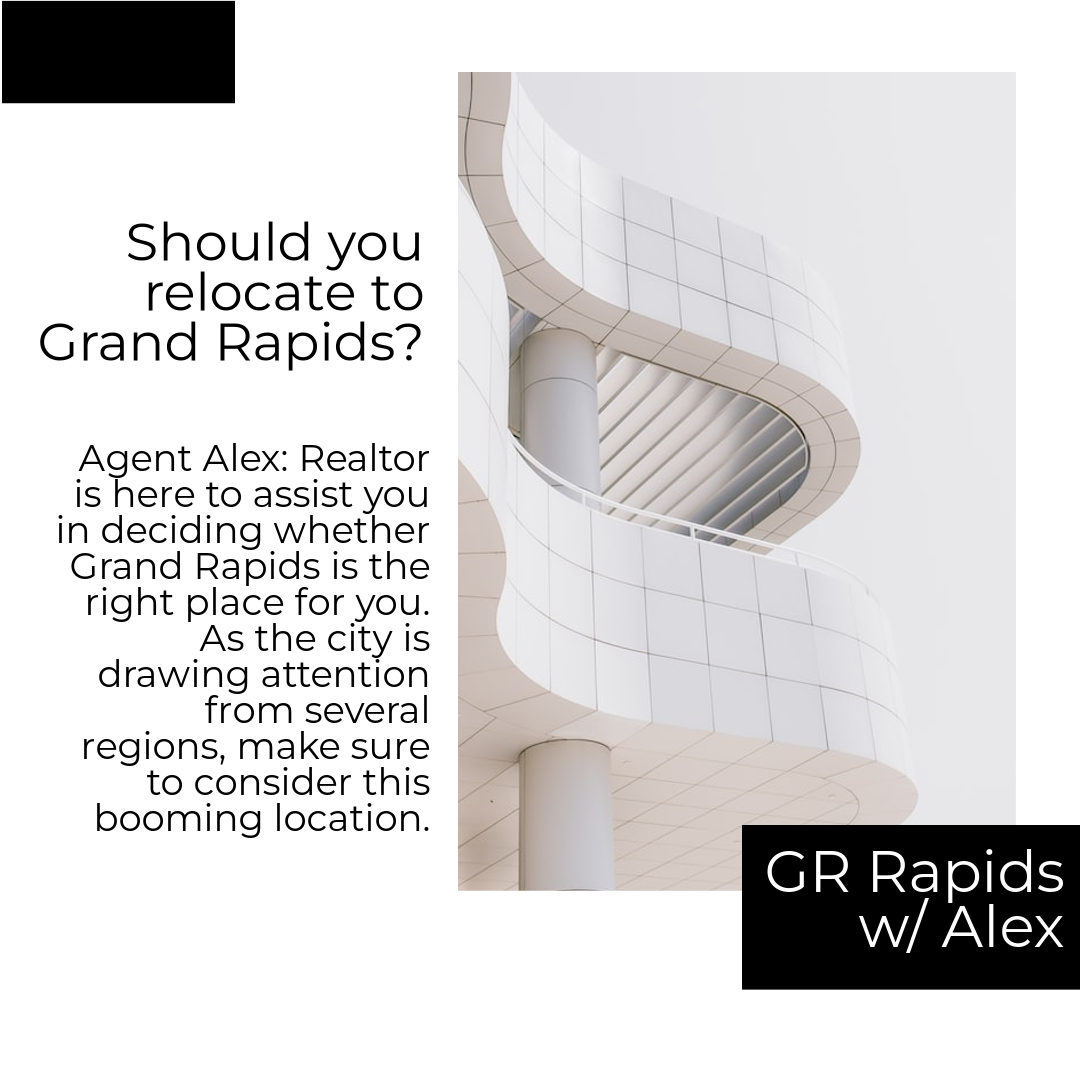 Should you
relocate to
Grand Rapids?
Agent Alex: Realtor
is here to assist you
in deciding whether
Grand Rapids is the
right place for you.
As the city is
drawing attention
from several
regions, make sure
to consider this
booming location.
GR Rapids
w/ Alex